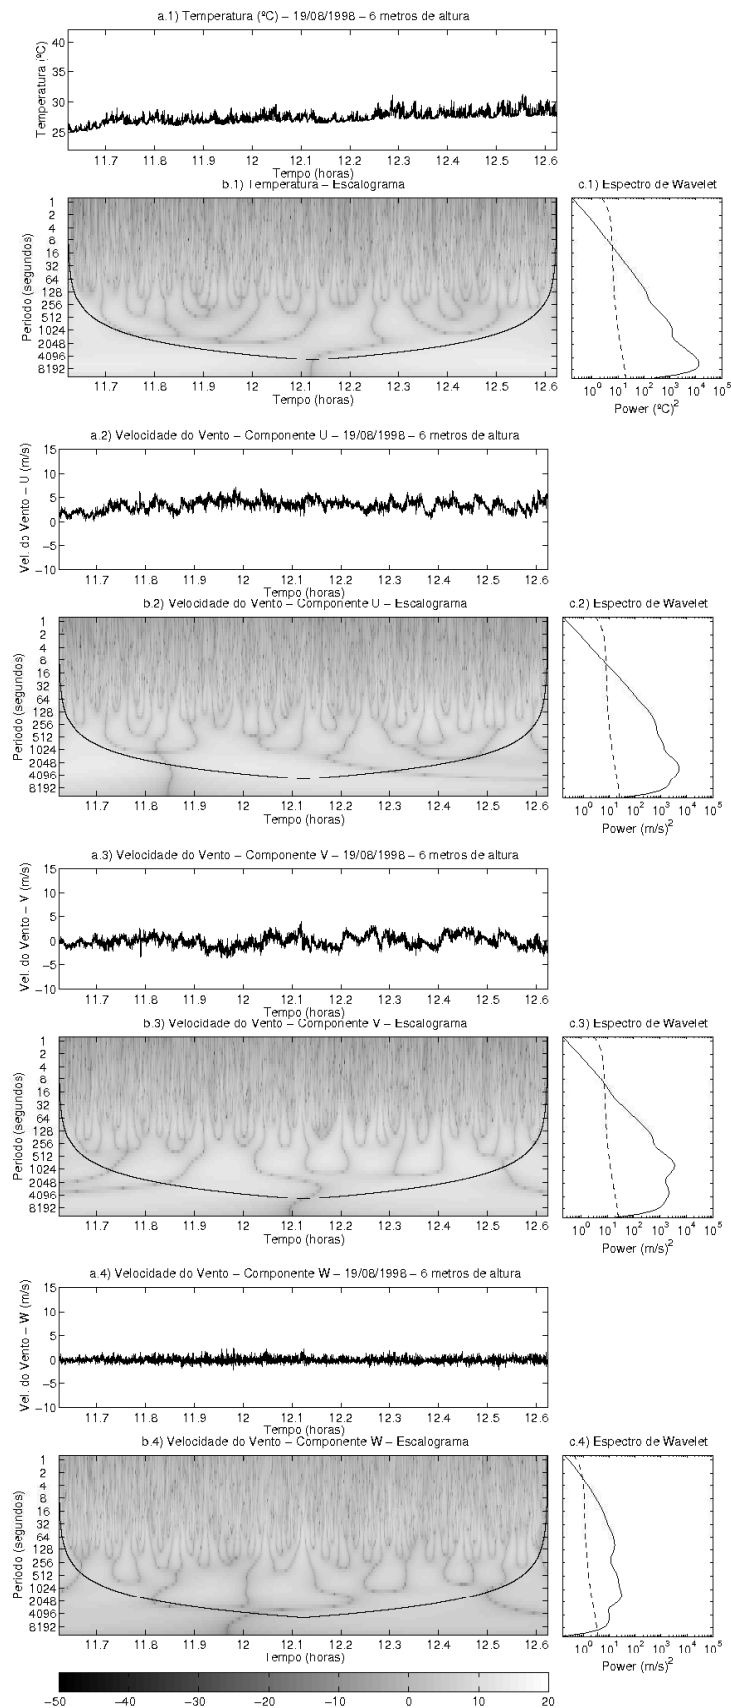 a.1) Temperatura (ºC) – 19/08/1998 – 6 metros de altura
Temperatura (ºC)
40
35
30
25
11.7 11.8 11.9 12 12.1 12.2 12.3 12.4 12.5 12.6
Tempo (horas)
b.1) Temperatura – Escalograma
c.1) Espectro de Wavelet
Periodo (segundos)
1
2
4
8
16
32
64
128
256
512
1024
2048
4096
8192
11.7 11.8 11.9 12 12.1 12.2 12.3 12.4 12.5 12.6
Tempo (horas)
10^0 10^1 10^2 10^3 10^4 10^5
Power (ºC)^2
a.2) Velocidade do Vento – Componente U – 19/08/1998 – 6 metros de altura
Vel. do Vento – U (m/s)
15
10
5
0
–5
–10
11.7 11.8 11.9 12 12.1 12.2 12.3 12.4 12.5 12.6
Tempo (horas)
b.2) Velocidade do Vento – Componente U – Escalograma
c.2) Espectro de Wavelet
Periodo (segundos)
1
2
4
8
16
32
64
128
256
512
1024
2048
4096
8192
11.7 11.8 11.9 12 12.1 12.2 12.3 12.4 12.5 12.6
Tempo (horas)
10^0 10^1 10^2 10^3 10^4 10^5
Power (m/s)^2
a.3) Velocidade do Vento – Componente V – 19/08/1998 – 6 metros de altura
Vel. do Vento – V (m/s)
15
10
5
0
–5
–10
11.7 11.8 11.9 12 12.1 12.2 12.3 12.4 12.5 12.6
Tempo (horas)
b.3) Velocidade do Vento – Componente V – Escalograma
c.3) Espectro de Wavelet
Periodo (segundos)
1
2
4
8
16
32
64
128
256
512
1024
2048
4096
8192
11.7 11.8 11.9 12 12.1 12.2 12.3 12.4 12.5 12.6
Tempo (horas)
10^0 10^1 10^2 10^3 10^4 10^5
Power (m/s)^2
a.4) Velocidade do Vento – Componente W – 19/08/1998 – 6 metros de altura
Vel. do Vento – W (m/s)
15
10
5
0
–5
–10
11.7 11.8 11.9 12 12.1 12.2 12.3 12.4 12.5 12.6
Tempo (horas)
b.4) Velocidade do Vento – Componente W – Escalograma
c.4) Espectro de Wavelet
Periodo (segundos)
1
2
4
8
16
32
64
128
256
512
1024
2048
4096
8192
11.7 11.8 11.9 12 12.1 12.2 12.3 12.4 12.5 12.6
Tempo (horas)
10^0 10^1 10^2 10^3 10^4 10^5
Power (m/s)^2
–50 –40 –30 –20 –10 0 10 20